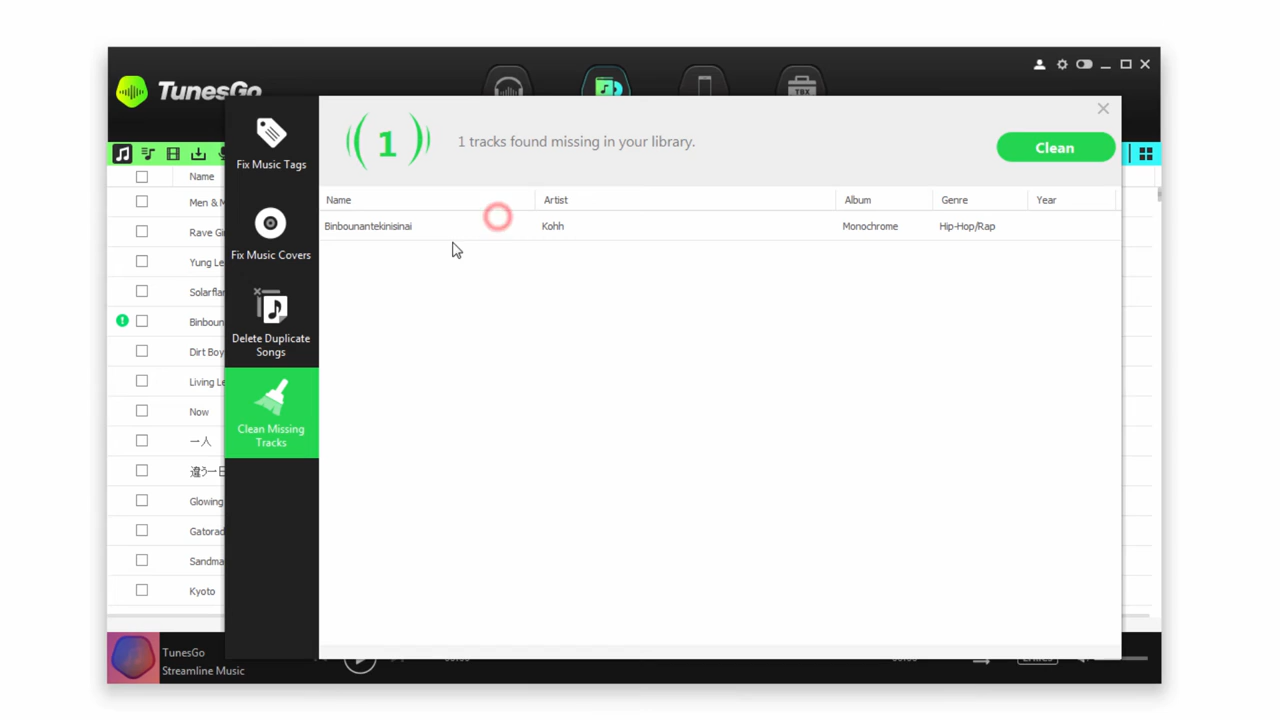 TunesGo
TBX
Fix Music Tags
1
1 tracks found missing in your library.
Clean
Name
Name
Artist
Album
Genre
Year
Men & M
Binbounantekinisinai
Kohh
Monochrome
Hip-Hop/Rap
Rave Gi
Fix Music Covers
Yung Le
Solarflar
Binboun
Delete Duplicate
Songs
Dirt Boy
Living Le
Now
Clean Missing
Tracks
一人
違う一日
Glowing
Gatorad
Sandma
Kyoto
TunesGo
Streamline Music